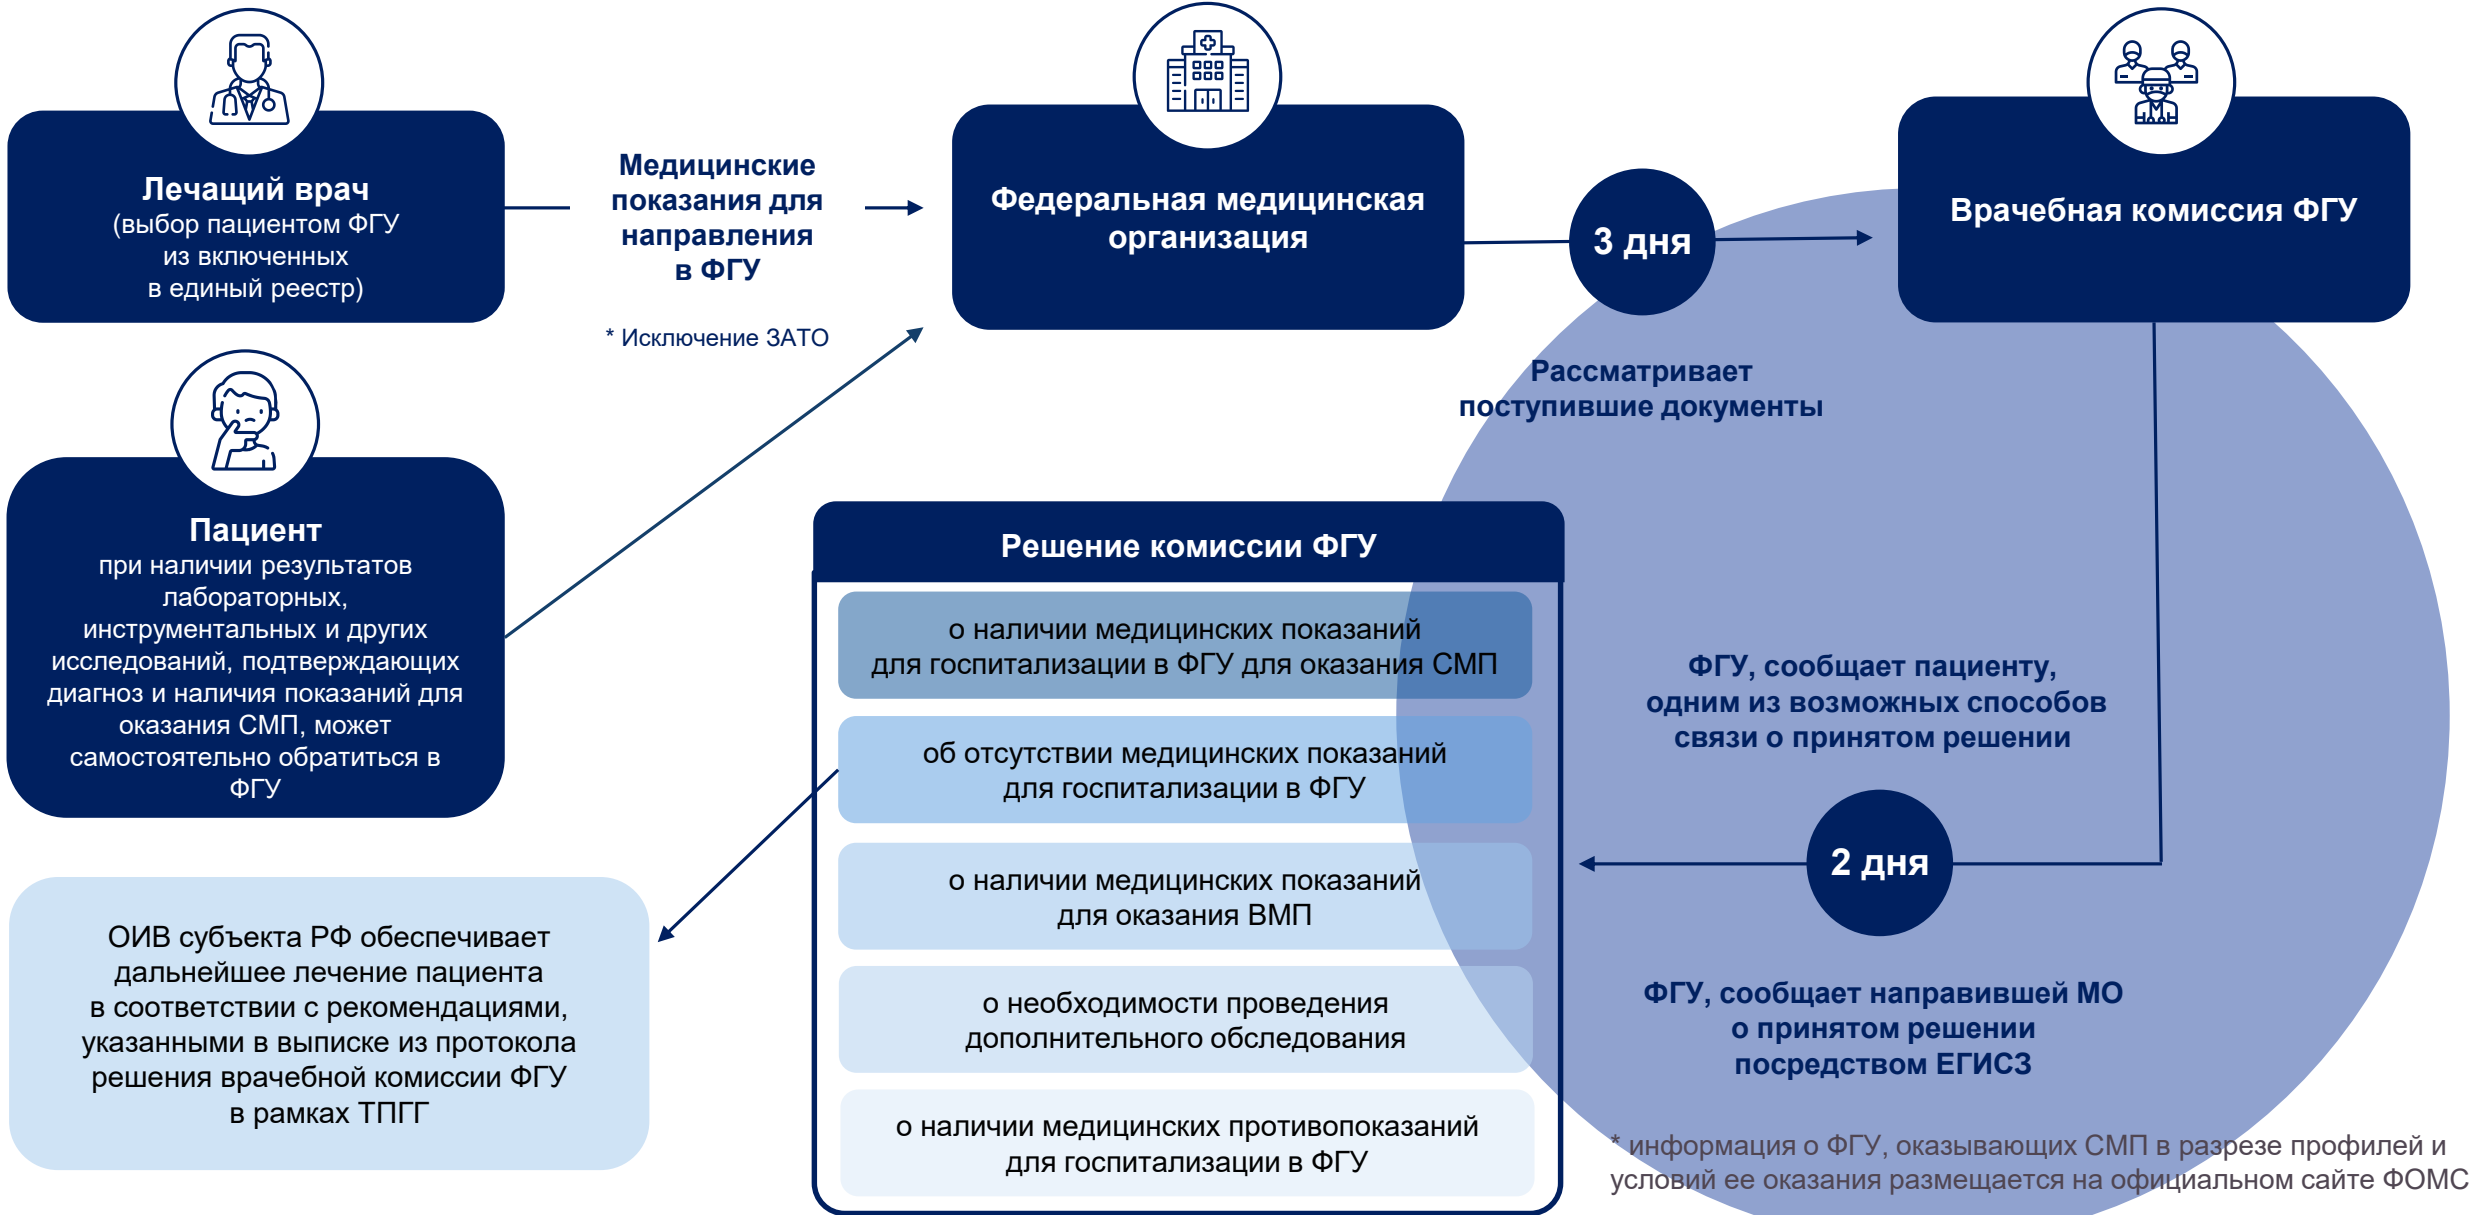 Лечащий врач
(выбор пациентом ФГУ
из включенных
в единый реестр)
Медицинские
показания для
направления
в ФГУ
* Исключение ЗАТО
Федеральная медицинская
организация
3 дня
Врачебная комиссия ФГУ
Рассматривает
поступившие документы
Пациент
при наличии результатов
лабораторных,
инструментальных и других
исследований, подтверждающих
диагноз и наличия показаний для
оказания СМП, может
самостоятельно обратиться в
ФГУ
Решение комиссии ФГУ
о наличии медицинских показаний
для госпитализации в ФГУ для оказания СМП
об отсутствии медицинских показаний
для госпитализации в ФГУ
о наличии медицинских показаний
для оказания ВМП
о необходимости проведения
дополнительного обследования
о наличии медицинских противопоказаний
для госпитализации в ФГУ
ФГУ, сообщает пациенту,
одним из возможных способов
связи о принятом решении
2 дня
ФГУ, сообщает направившей МО
о принятом решении
посредством ЕГИСЗ
ОИВ субъекта РФ обеспечивает
дальнейшее лечение пациента
в соответствии с рекомендациями,
указанными в выписке из протокола
решения врачебной комиссии ФГУ
в рамках ТПГГ
* информация о ФГУ, оказывающих СМП в разрезе профилей и
условий ее оказания размещается на официальном сайте ФОМС